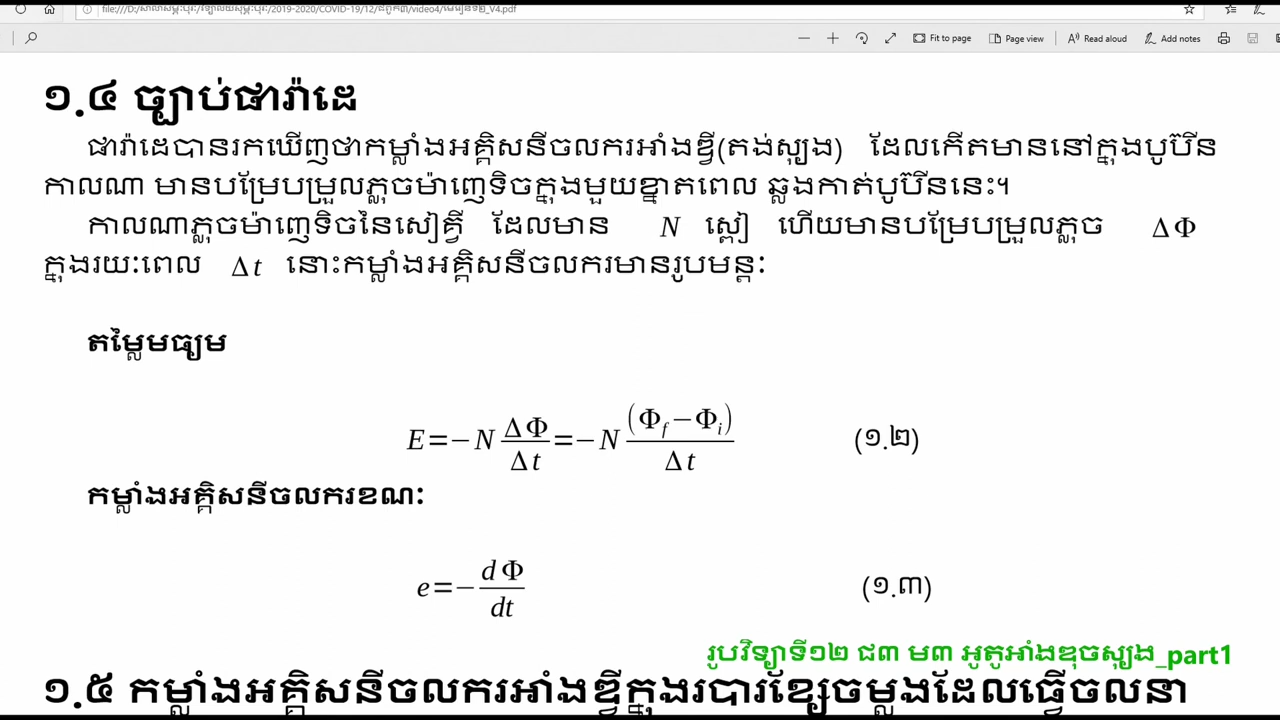 Fit to page Page view Read aloud Add notes
១.៤ ច្បាប់ផារ៉ាដេ
ផារ៉ាដេបានរកឃើញថាកម្លាំងអគ្គិសនីចលករអាំងឌ្វី(តង់ស្យុង) ដែលកើតមាននៅក្នុងបូប៊ីន
កាលណា មានបម្រែបម្រួលភ្លុចម៉ាញេទិចក្នុងមួយខ្នាតពេល ឆ្លងកាត់បូប៊ីននេះ។
កាលណាភ្លុចម៉ាញេទិចនៃសៀគ្វី ដែលមាន N ស្ពៀ ហើយមានបម្រែបម្រួលភ្លុច ΔΦ
ក្នុងរយៈពេល Δt នោះកម្លាំងអគ្គិសនីចលករមានរូបមន្តៈ
តម្លៃមធ្យម
E=−N ΔΦ/Δt=−N (Φf−Φi)/Δt (១.២)
កម្លាំងអគ្គិសនីចលករខណៈ
e=− dΦ/dt (១.៣)
រូបវិទ្យាទី១២ ជ៣ ម៣ អូតូអាំងឌុចស្យុង_part1
១.៥ កម្លាំងអគ្គិសនីចលករអាំងឌ្វីក្នុងរបារខ្សែចម្លងដែលធ្វើចលនា